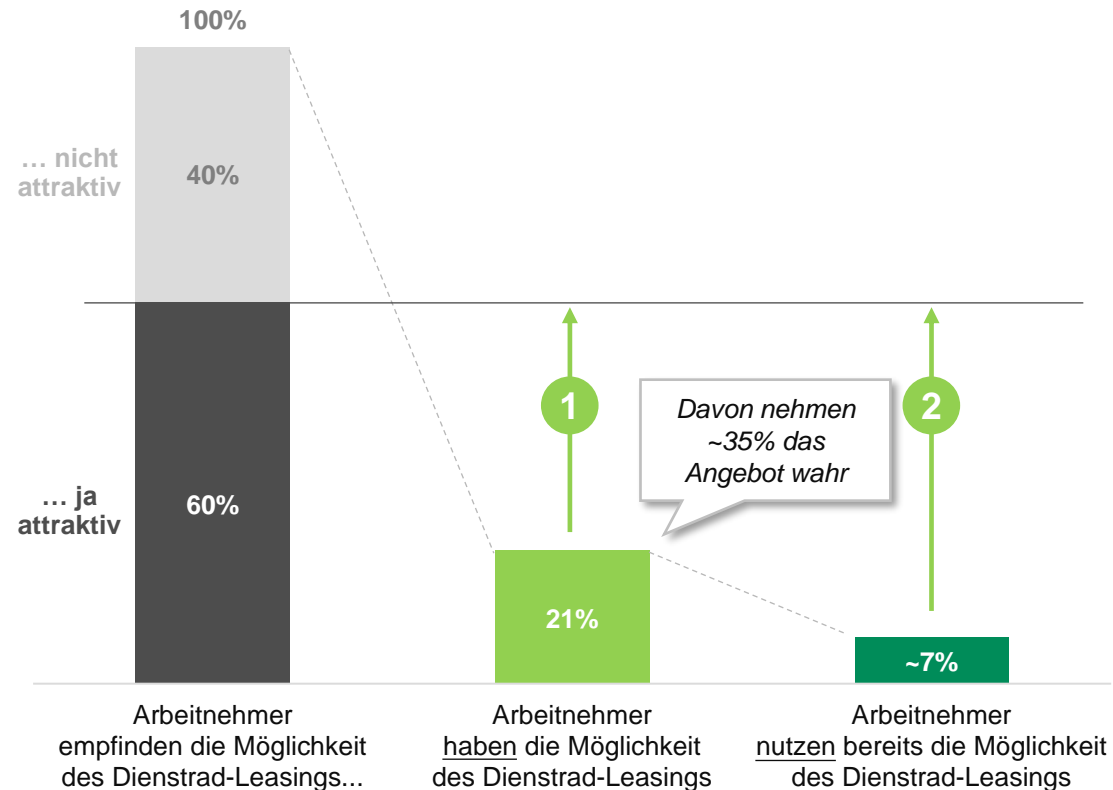 100%
… nicht
attraktiv
40%
1
2
Davon nehmen
~35% das
Angebot wahr
… ja
attraktiv
60%
21%
~7%
Arbeitnehmer
empfinden die Möglichkeit
des Dienstrad-Leasings...
Arbeitnehmer
haben die Möglichkeit
des Dienstrad-Leasings
Arbeitnehmer
nutzen bereits die Möglichkeit
des Dienstrad-Leasings